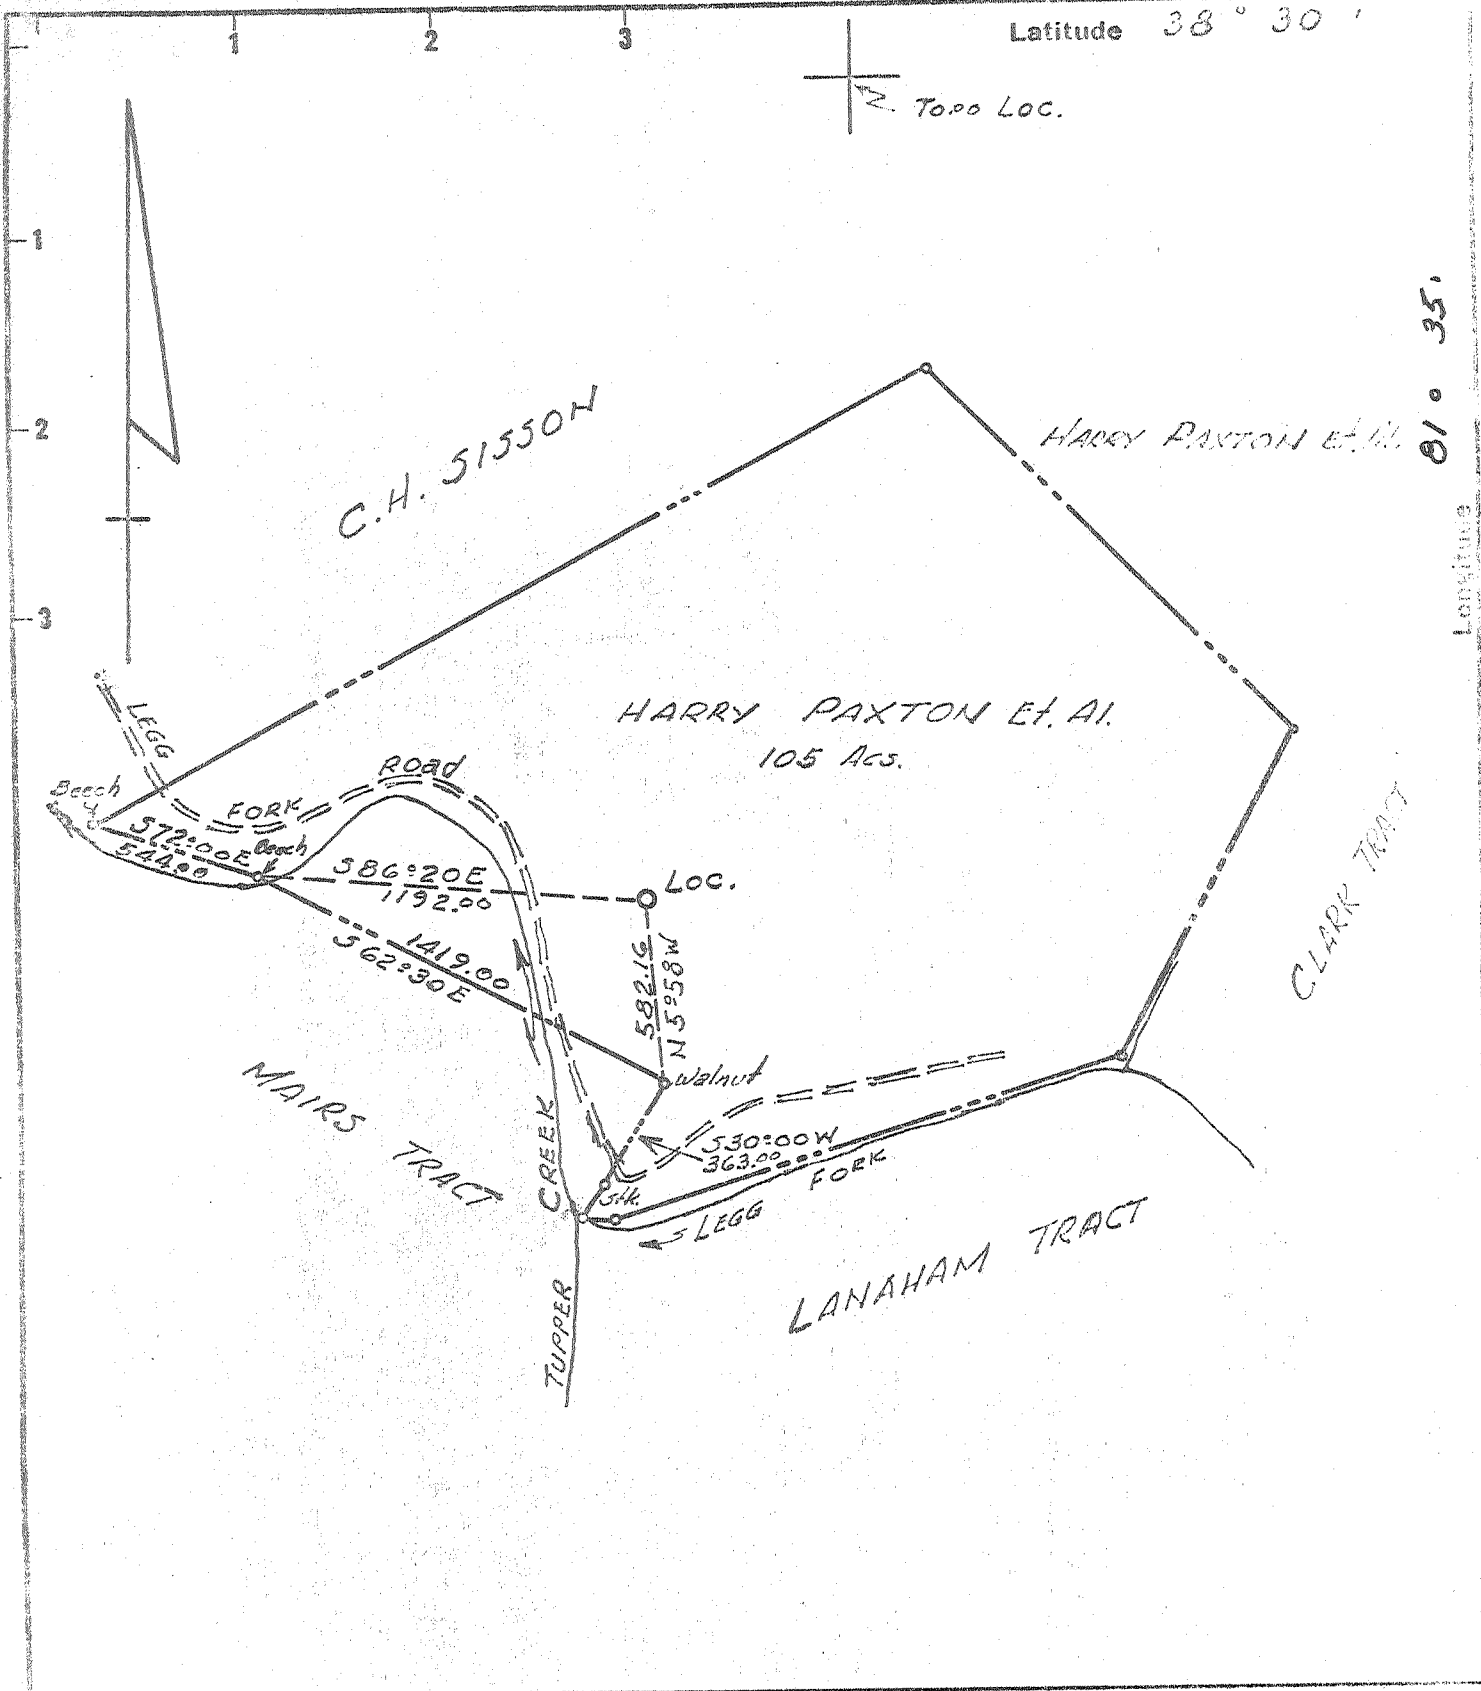 1
2
3
Latitude 38° 30'
Topo Loc.
1
2
3
Longitude 81° 35'
C.H. SISSON
HARRY PAXTON Et. Al.
HARRY PAXTON Et. Al.
105 Acs.
LEGG
FORK
ROAD
Beech
S72°00E
544.00
Beech
S86°20E
1192.00
LOC.
1419.00
S62°30E
582.16
N5°58W
Walnut
CLARK TRACT
MAIRS TRACT
S30°00W
363.00
Stk.
LEGG FORK
TUPPER CREEK
LANAHAM TRACT